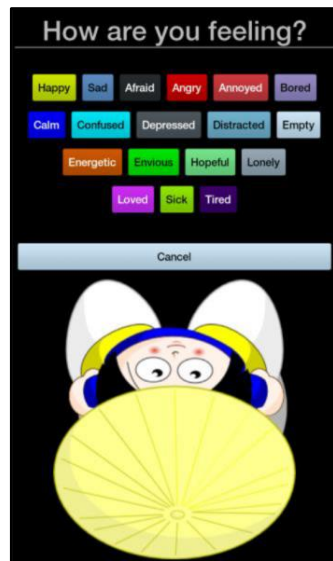 How are you feeling?
Happy Sad Afraid Angry Annoyed Bored
Calm Confused Depressed Distracted Empty
Energetic Envious Hopeful Lonely
Loved Sick Tired
Cancel